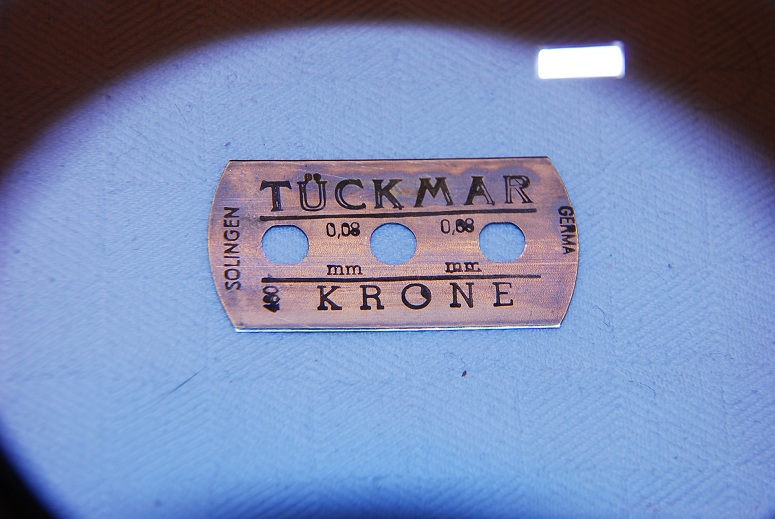 TÜCKMAR
0,08 0,08
mm mm
KRONE
SOLINGEN
GERMA